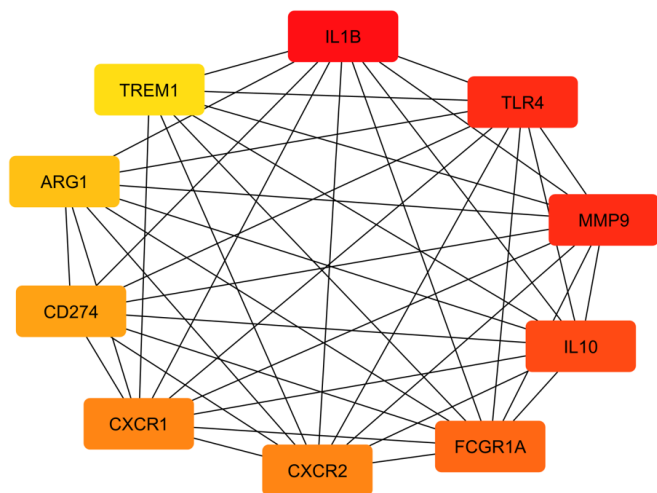 IL1B
TREM1
TLR4
ARG1
MMP9
CD274
IL10
CXCR1
FCGR1A
CXCR2